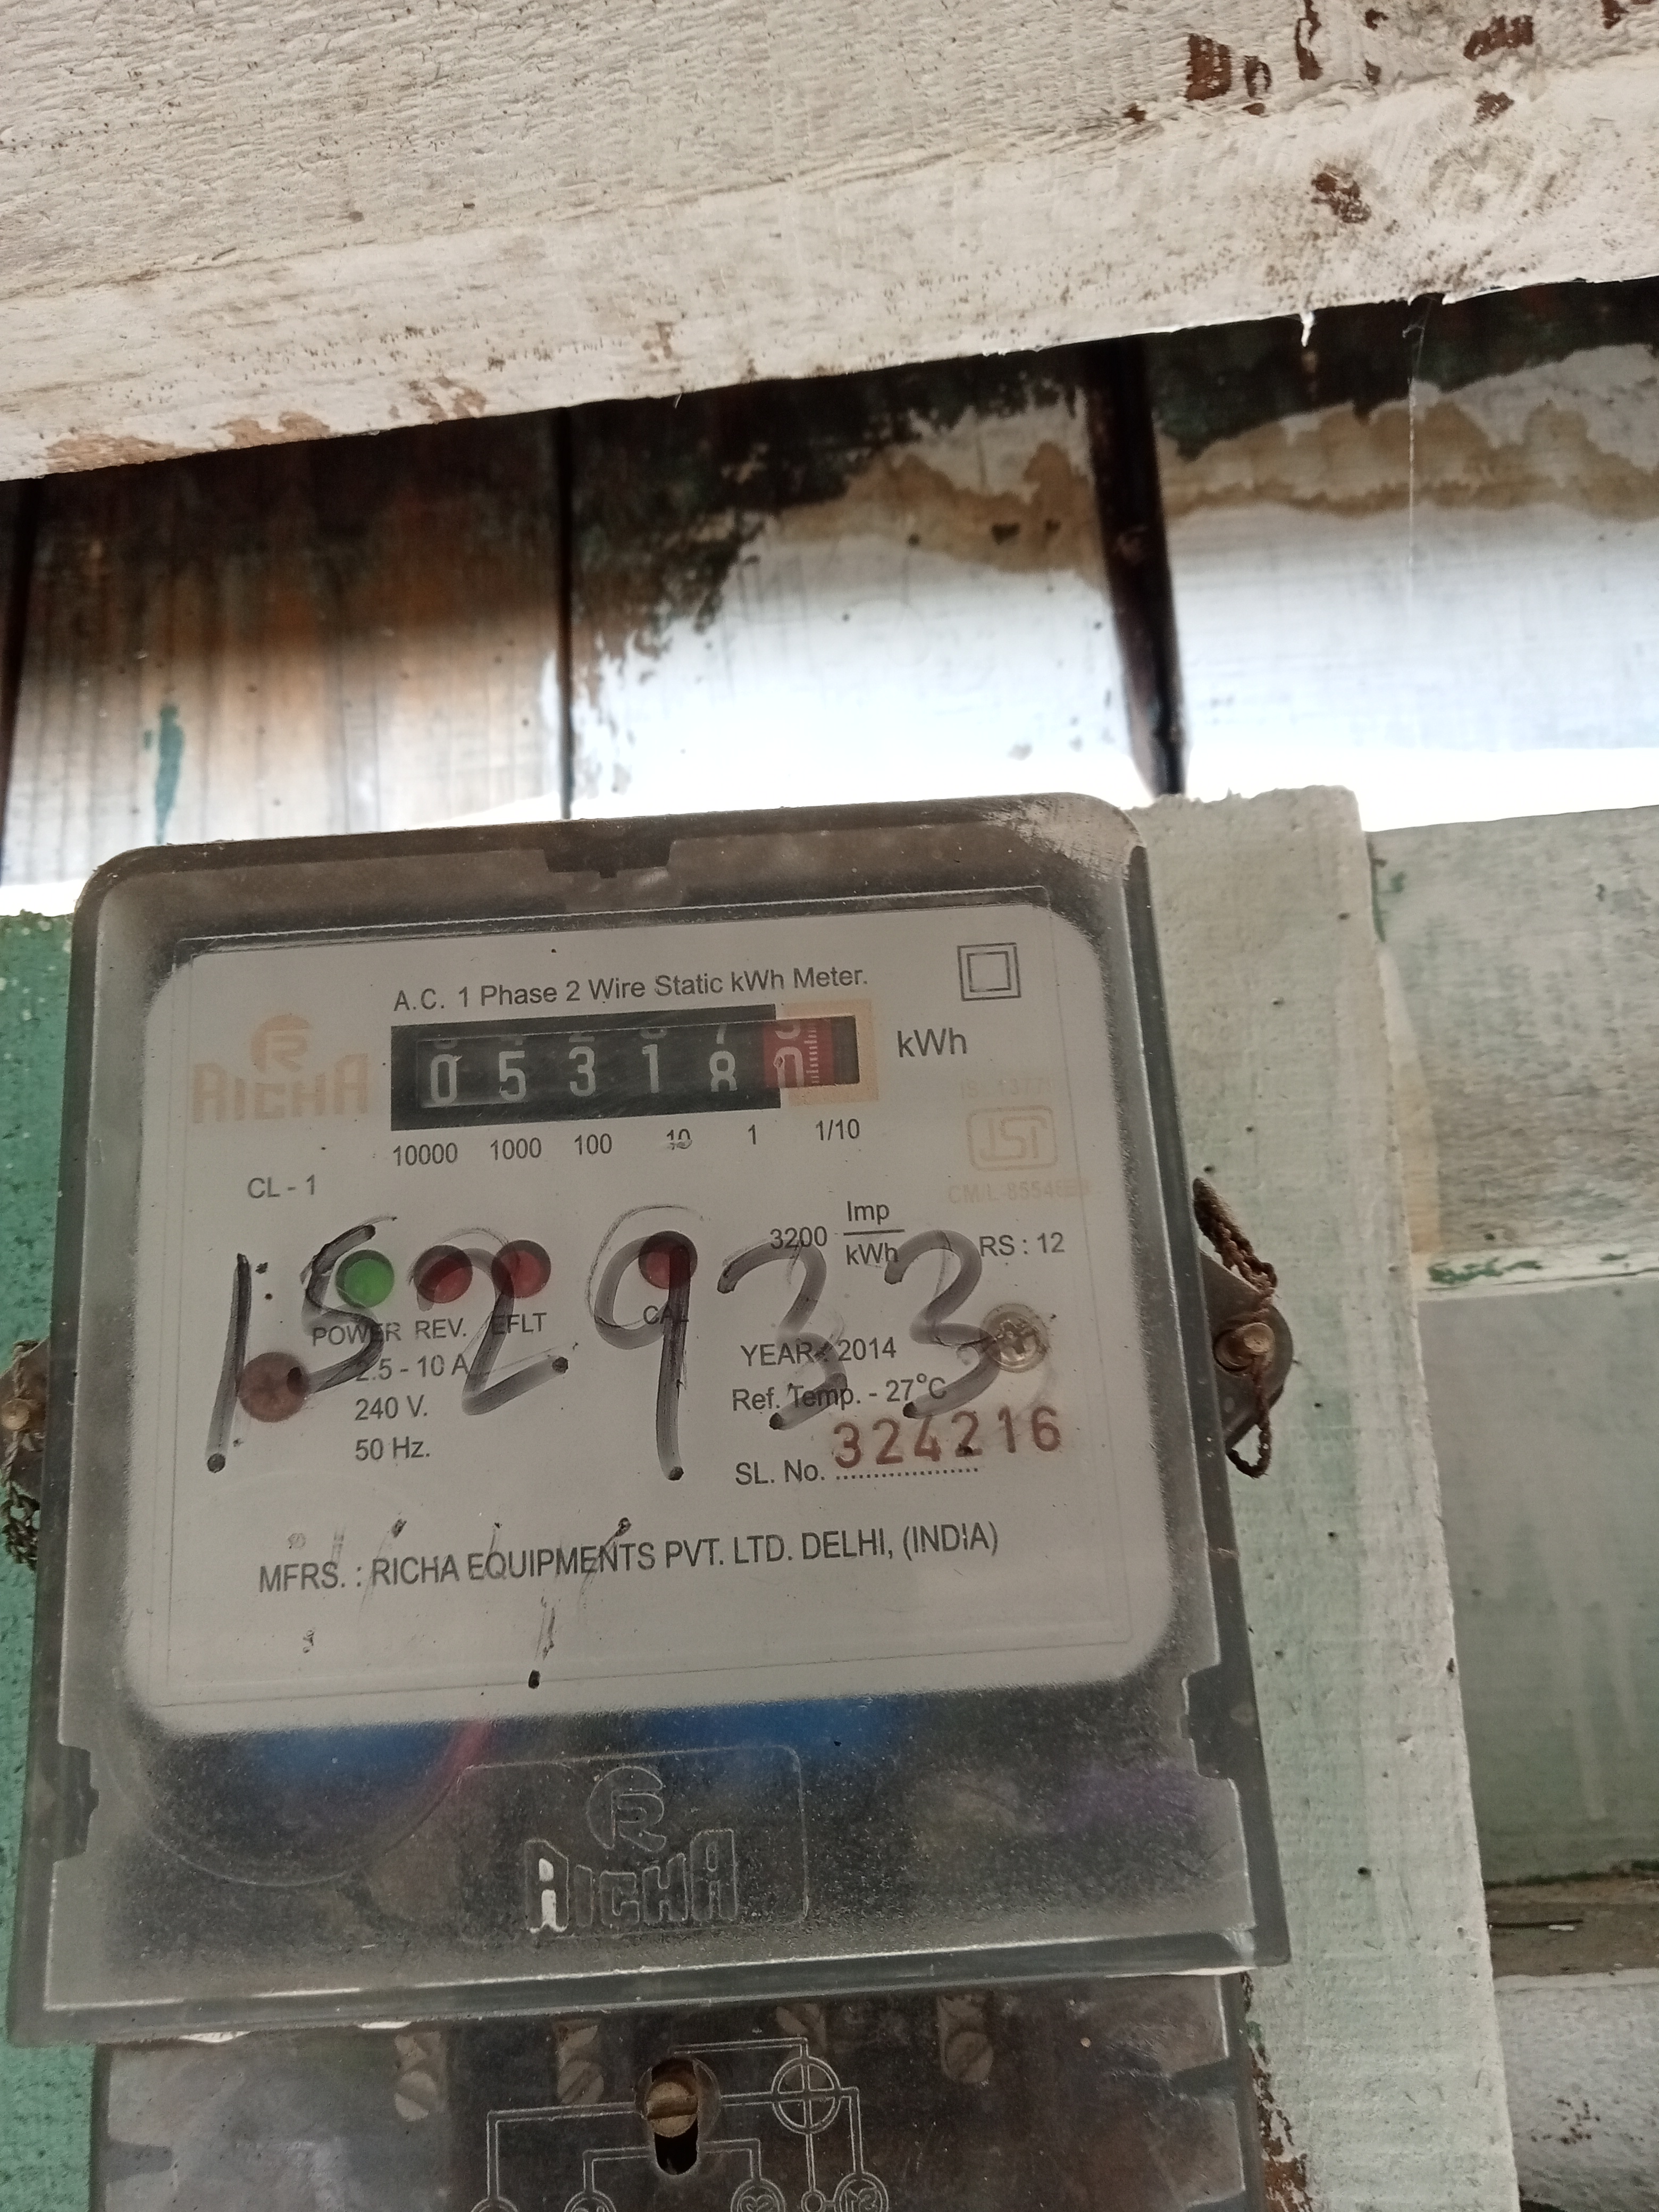 A.C. 1 Phase 2 Wire Static kWh Meter.
RICHA
0 5 3 1 8 0 kWh
10000 1000 100 10 1 1/10
ISI
CL - 1
3200 Imp/kWh RS : 12
152933
POWER REV. EFLT CAL
2.5 - 10 A
240 V.
50 Hz.
YEAR - 2014
Ref. Temp. - 27°C
SL. No. 324216
MFRS. : RICHA EQUIPMENTS PVT. LTD. DELHI, (INDIA)
RICHA